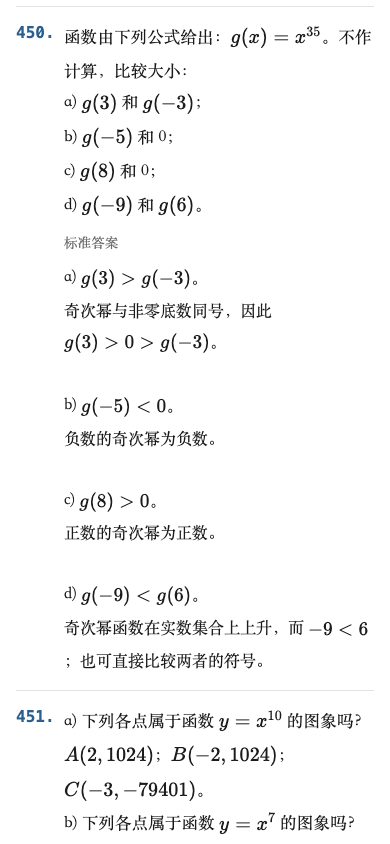 450. 函数由下列公式给出：g(x) = x³⁵。不作
计算，比较大小：
a) g(3) 和 g(−3)；
b) g(−5) 和 0；
c) g(8) 和 0；
d) g(−9) 和 g(6)。
标准答案
a) g(3) > g(−3)。
奇次幂与非零底数同号，因此
g(3) > 0 > g(−3)。
b) g(−5) < 0。
负数的奇次幂为负数。
c) g(8) > 0。
正数的奇次幂为正数。
d) g(−9) < g(6)。
奇次幂函数在实数集合上上升，而 −9 < 6
；也可直接比较两者的符号。
451. a) 下列各点属于函数 y = x¹⁰ 的图象吗？
A(2, 1024)；B(−2, 1024)；
C(−3, −79401)。
b) 下列各点属于函数 y = x⁷ 的图象吗？